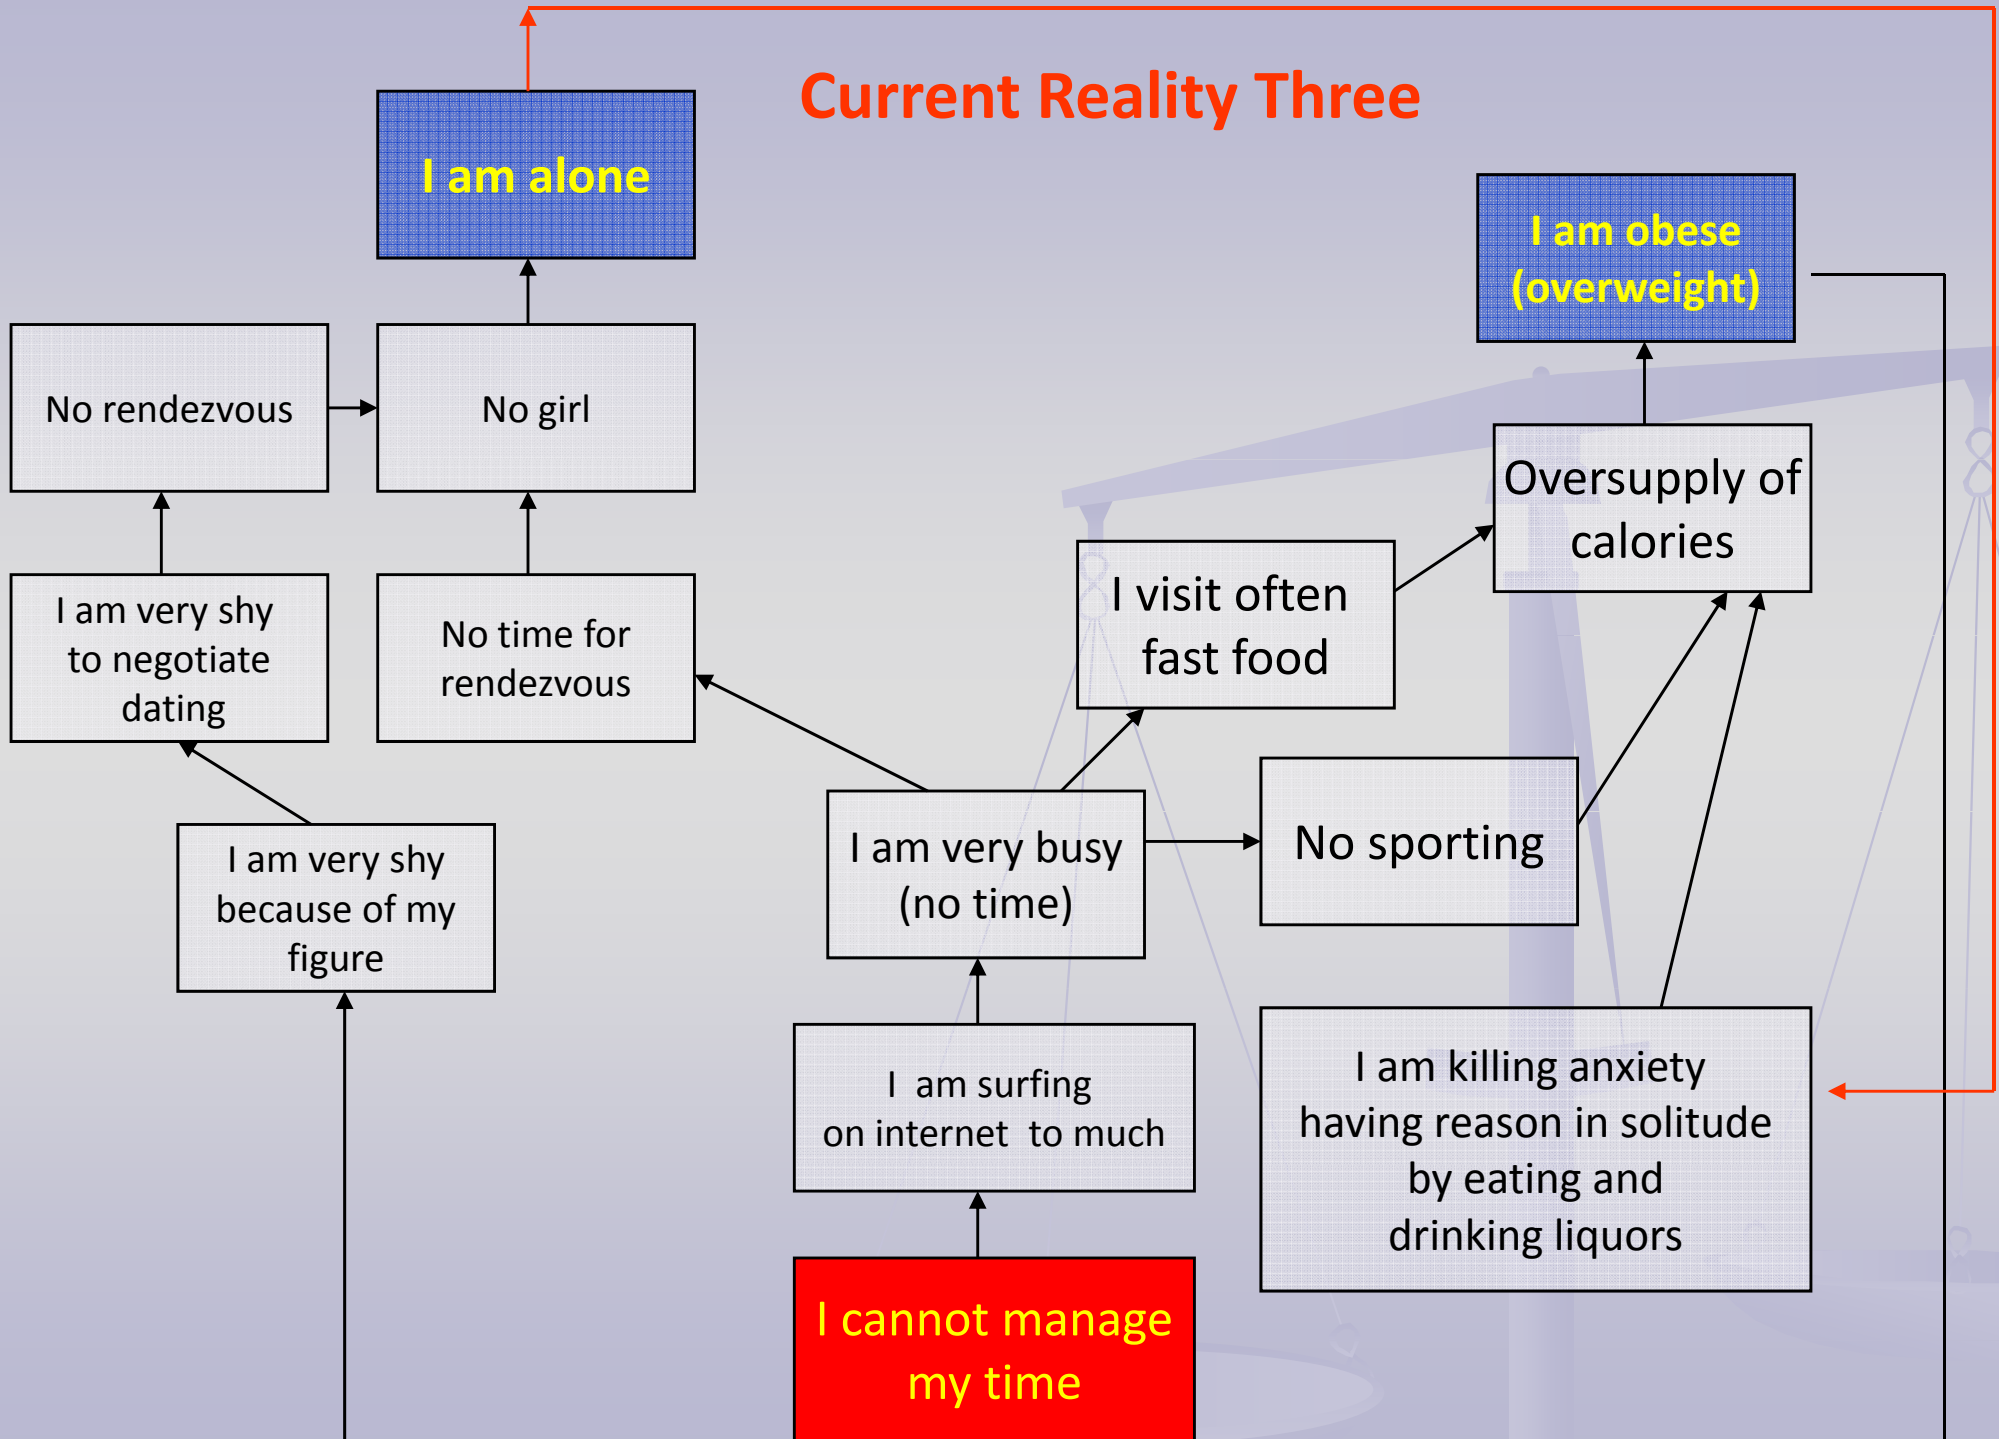 Current Reality Three
I am alone
I am obese
(overweight)
No rendezvous
No girl
Oversupply of
calories
I am very shy
to negotiate
dating
No time for
rendezvous
I visit often
fast food
I am very shy
because of my
figure
I am very busy
(no time)
No sporting
I am surfing
on internet to much
I am killing anxiety
having reason in solitude
by eating and
drinking liquors
I cannot manage
my time